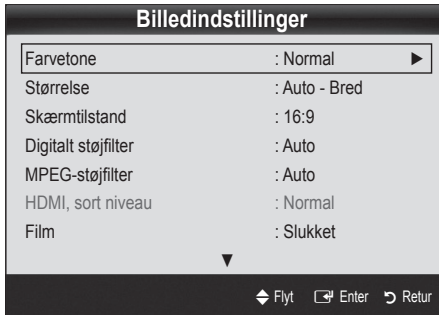 Billedindstillinger
Farvetone : Normal ►
Størrelse : Auto - Bred
Skærmtilstand : 16:9
Digitalt støjfilter : Auto
MPEG-støjfilter : Auto
HDMI, sort niveau : Normal
Film : Slukket
▼
Flyt Enter Retur